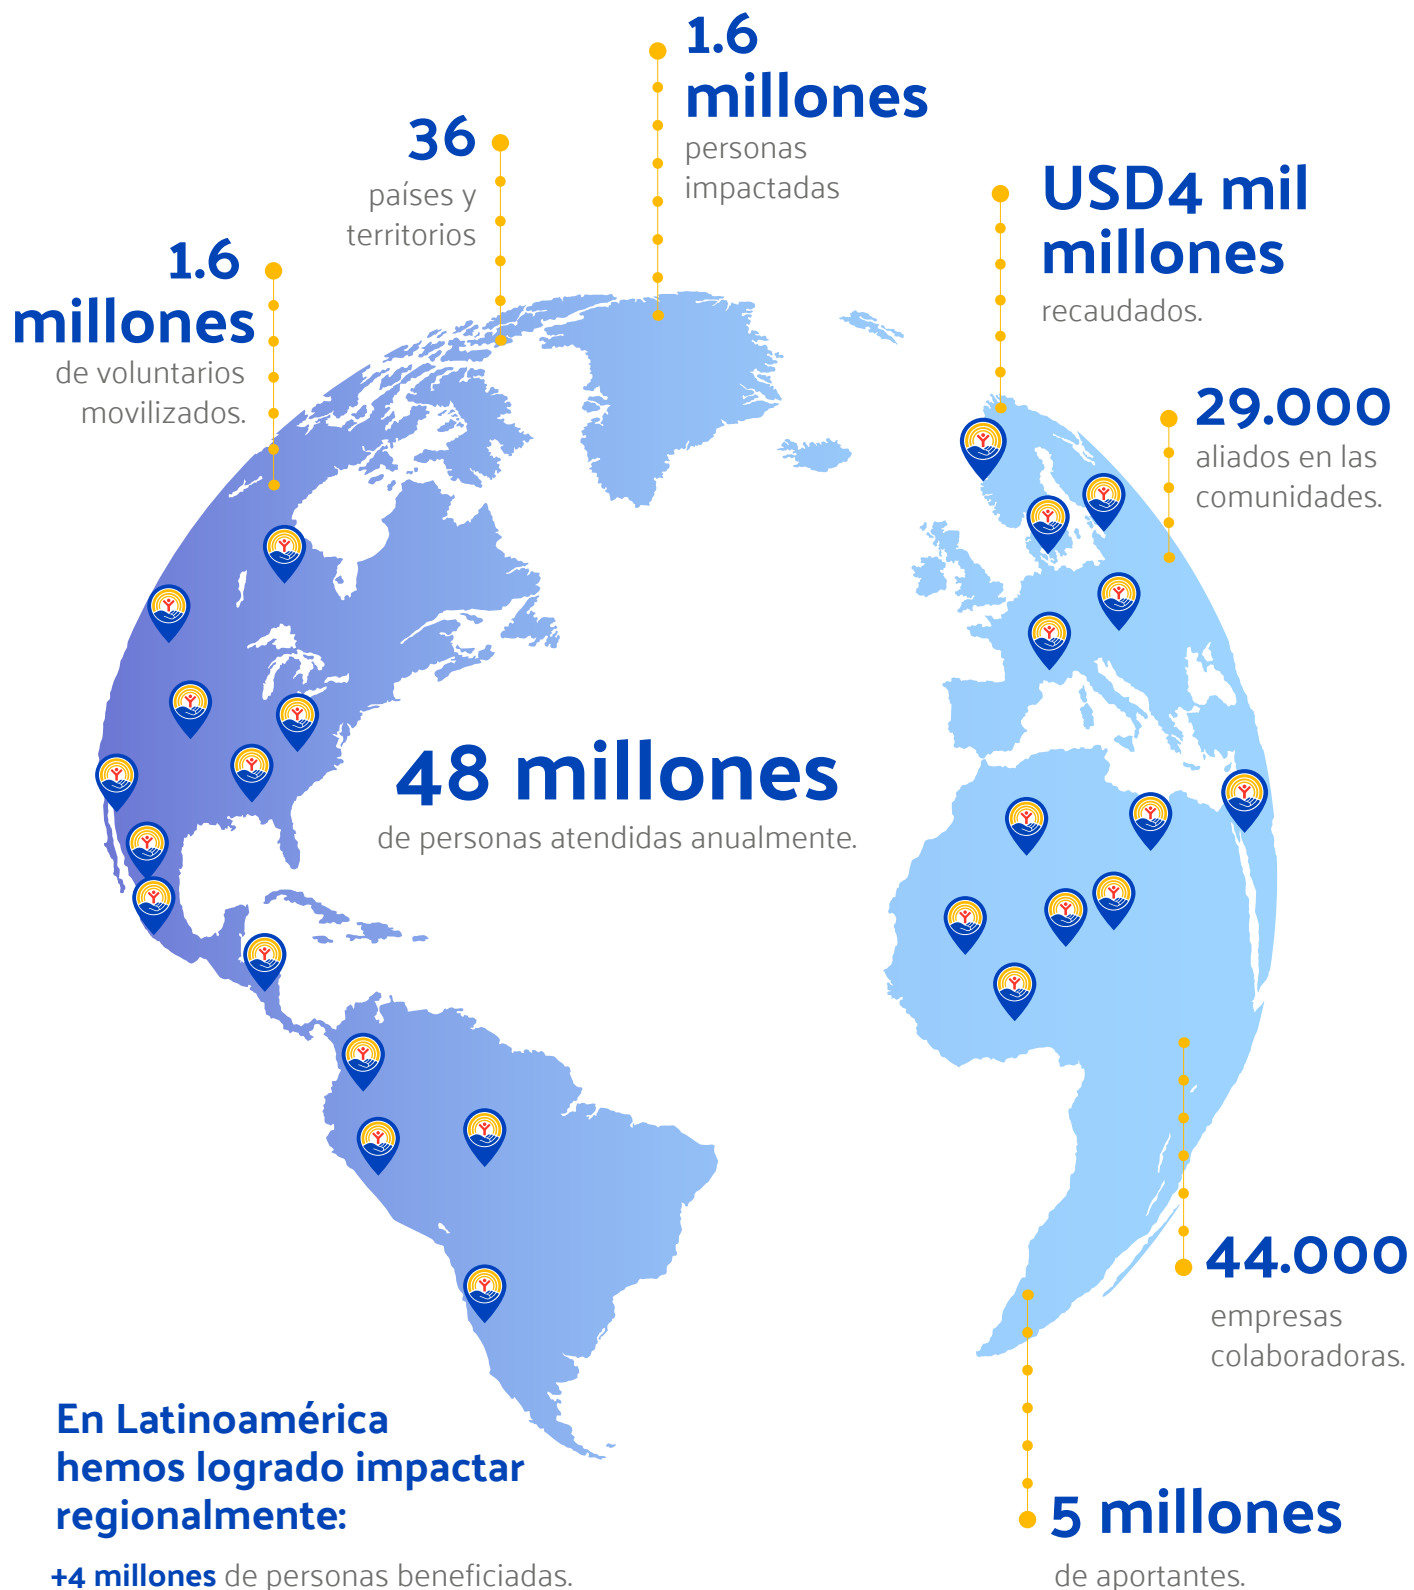 1.6
millones
personas
impactadas
36
países y
territorios
USD4 mil
millones
recaudados.
1.6
millones
de voluntarios
movilizados.
29.000
aliados en las
comunidades.
48 millones
de personas atendidas anualmente.
44.000
empresas
colaboradoras.
En Latinoamérica
hemos logrado impactar
regionalmente:
+4 millones de personas beneficiadas.
5 millones
de aportantes.